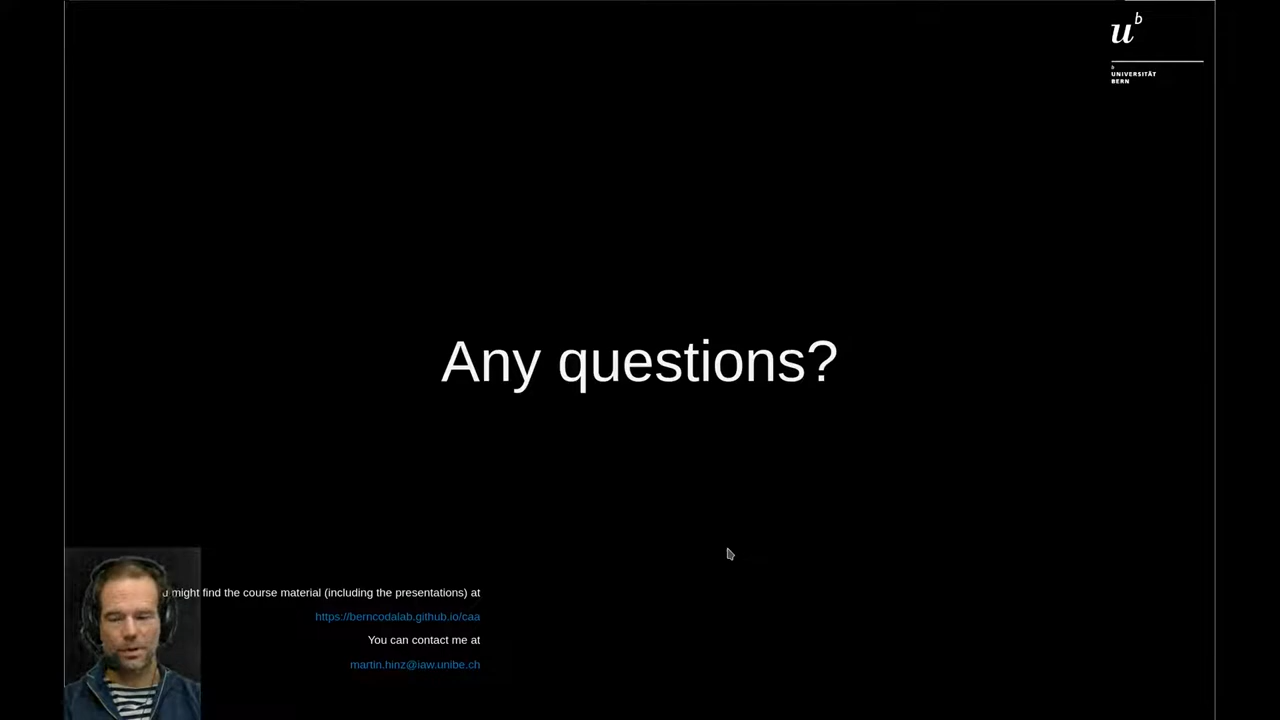 u b
b
UNIVERSITÄT
BERN
Any questions?
might find the course material (including the presentations) at
https://berncodalab.github.io/caa
You can contact me at
martin.hinz@iaw.unibe.ch